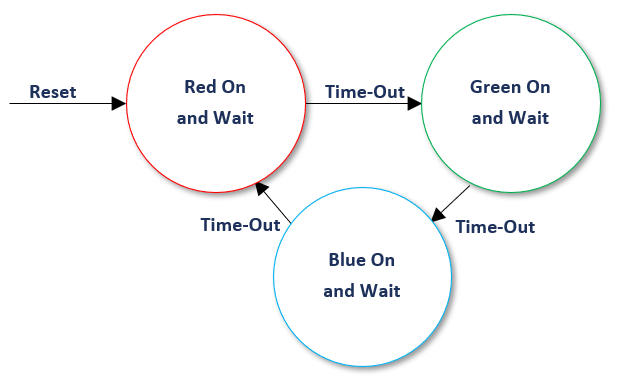 Reset
Red On
and Wait
Time-Out
Green On
and Wait
Time-Out
Blue On
and Wait
Time-Out